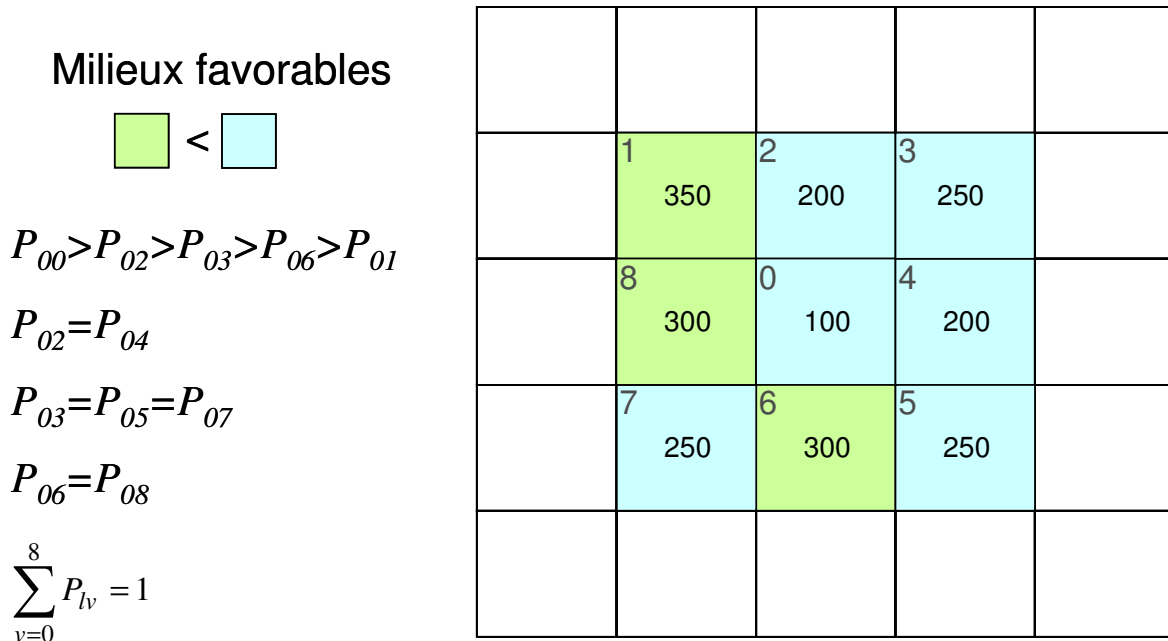 Milieux favorables
<
P₀₀>P₀₂>P₀₃>P₀₆>P₀₁
P₀₂=P₀₄
P₀₃=P₀₅=P₀₇
P₀₆=P₀₈
8
∑ P_lv = 1
v=0
1 2 3
350 200 250
8 0 4
300 100 200
7 6 5
250 300 250